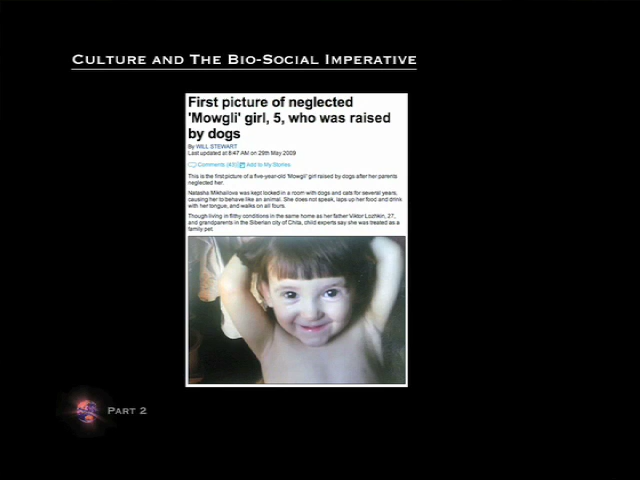 CULTURE AND THE BIO-SOCIAL IMPERATIVE
First picture of neglected
'Mowgli' girl, 5, who was raised
by dogs
By WILL STEWART
Last updated at 8:47 AM on 29th May 2009
Comments (40) Add to My Stories
This is the first picture of a five-year-old 'Mowgli' girl raised by dogs after her parents
neglected her.
Natasha Mikhailova was kept locked in a room with dogs and cats for several years,
causing her to behave like an animal. She does not speak, laps up her food and drink
with her tongue, and walks on all fours.
Though living in filthy conditions in the same home as her father Viktor Lozhkin, 27,
and grandparents in the Siberian city of Chita, child experts say she was treated as a
family pet.
PART 2